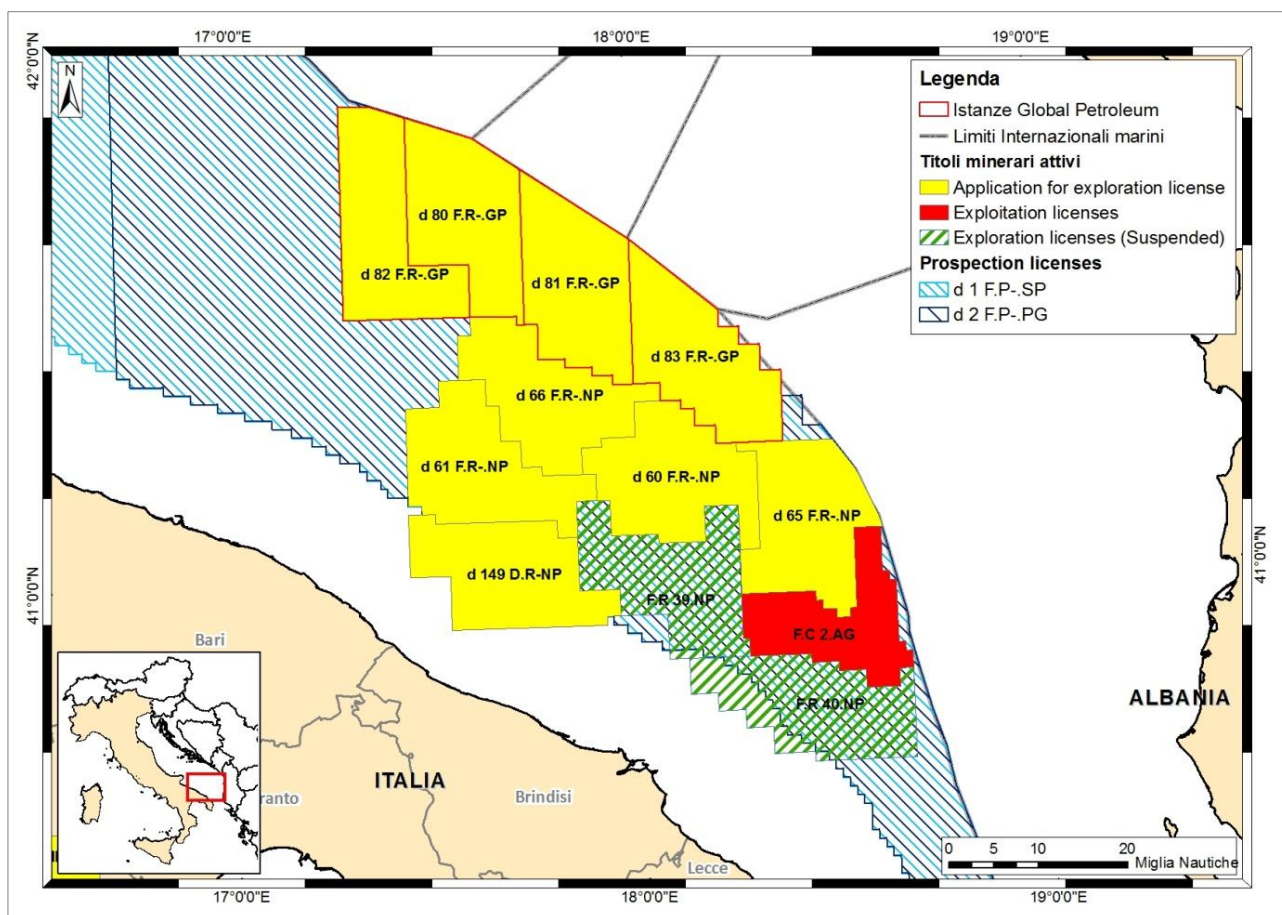 17°0'0"E
18°0'0"E
19°0'0"E
42°0'0"N
42°0'0"N
N
Legenda
Istanze Global Petroleum
Limiti Internazionali marini
Titoli minerari attivi
Application for exploration license
Exploitation licenses
Exploration licenses (Suspended)
Prospection licenses
d 1 F.P-.SP
d 2 F.P-.PG
d 80 F.R-.GP
d 82 F.R-.GP
d 81 F.R-.GP
d 83 F.R-.GP
d 66 F.R-.NP
d 61 F.R-.NP
d 60 F.R-.NP
d 65 F.R-.NP
41°0'0"N
41°0'0"N
d 149 D.R-NP
F.R 39.NP
F.C 2.AG
F.R 40.NP
Bari
ALBANIA
ITALIA
Brindisi
ranto
Lecce
0 5 10 20
Miglia Nautiche
17°0'0"E
18°0'0"E
19°0'0"E